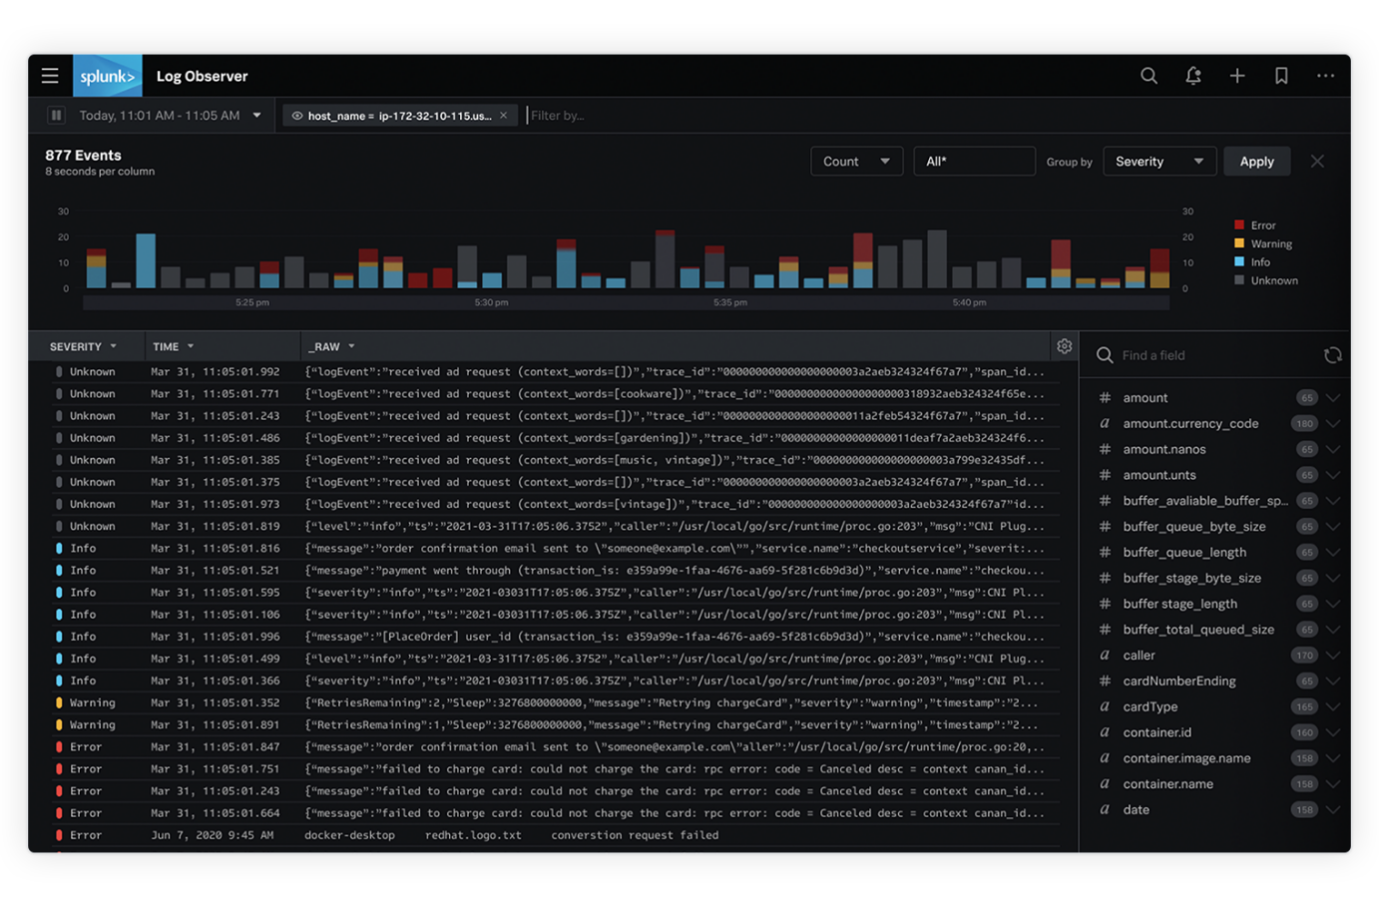 splunk> Log Observer
Today, 11:01 AM - 11:05 AM host_name = ip-172-32-10-115.us... × Filter by...
877 Events
8 seconds per column
Count All* Group by Severity Apply
30 30
20 20
10 10
0 0
5:25 pm 5:30 pm 5:35 pm 5:40 pm
Error
Warning
Info
Unknown
SEVERITY TIME _RAW
Unknown Mar 31, 11:05:01.992 {"logEvent":"received ad request (context_words=[])","trace_id":"00000000000000000003a2aeb324324f67a7","span_id...
Unknown Mar 31, 11:05:01.771 {"logEvent":"received ad request (context_words=[cookware])","trace_id":"0000000000000000000318932aeb324324f65e...
Unknown Mar 31, 11:05:01.243 {"logEvent":"received ad request (context_words=[])","trace_id":"000000000000000000011a2feb54324f67a7","span_id...
Unknown Mar 31, 11:05:01.486 {"logEvent":"received ad request (context_words=[gardening])","trace_id":"0000000000000000011deaf7a2aeb324324f6...
Unknown Mar 31, 11:05:01.385 {"logEvent":"received ad request (context_words=[music, vintage])","trace_id":"00000000000000000003a799e32435df...
Unknown Mar 31, 11:05:01.375 {"logEvent":"received ad request (context_words=[])","trace_id":"00000000000000000003a2aeb324324f67a7","span_id...
Unknown Mar 31, 11:05:01.973 {"logEvent":"received ad request (context_words=[vintage])","trace_id":"00000000000000000003a2aeb324324f67a7"id...
Unknown Mar 31, 11:05:01.819 {"level":"info","ts":"2021-03-31T17:05:06.3752","caller":"/usr/local/go/src/runtime/proc.go:203","msg":"CNI Plug...
Info Mar 31, 11:05:01.816 {"message":"order confirmation email sent to \"someone@example.com\"","service.name":"checkoutservice","severit:...
Info Mar 31, 11:05:01.521 {"message":"payment went through (transaction_is: e359a99e-1faa-4676-aa69-5f281c6b9d3d)","service.name":"checkou...
Info Mar 31, 11:05:01.595 {"severity":"info","ts":"2021-03031T17:05:06.375Z","caller":"/usr/local/go/src/runtime/proc.go:203","msg":CNI Pl...
Info Mar 31, 11:05:01.106 {"severity":"info","ts":"2021-03031T17:05:06.375Z","caller":"/usr/local/go/src/runtime/proc.go:203","msg":CNI Pl...
Info Mar 31, 11:05:01.996 {"message":"[PlaceOrder] user_id (transaction_is: e359a99e-1faa-4676-aa69-5f281c6b9d3d)","service.name":"checkou...
Info Mar 31, 11:05:01.499 {"level":"info","ts":"2021-03-31T17:05:06.3752","caller":"/usr/local/go/src/runtime/proc.go:203","msg":"CNI Plug...
Info Mar 31, 11:05:01.366 {"severity":"info","ts":"2021-03031T17:05:06.375Z","caller":"/usr/local/go/src/runtime/proc.go:203","msg":CNI Pl...
Warning Mar 31, 11:05:01.352 {"RetriesRemaining":2,"Sleep":3276800000000,"message":"Retrying chargeCard","severity":"warning","timestamp":"2...
Warning Mar 31, 11:05:01.891 {"RetriesRemaining":1,"Sleep":3276800000000,"message":"Retrying chargeCard","severity":"warning","timestamp":"2...
Error Mar 31, 11:05:01.847 {"message":"order confirmation email sent to \"someone@example.com\"aller":"/usr/local/go/src/runtime/proc.go:20,...
Error Mar 31, 11:05:01.751 {"message":"failed to charge card: could not charge the card: rpc error: code = Canceled desc = context canan_id...
Error Mar 31, 11:05:01.243 {"message":"failed to charge card: could not charge the card: rpc error: code = Canceled desc = context canan_id...
Error Mar 31, 11:05:01.664 {"message":"failed to charge card: could not charge the card: rpc error: code = Canceled desc = context canan_id...
Error Jun 7, 2020 9:45 AM docker-desktop redhat.logo.txt converstion request failed
Find a field
# amount 65
a amount.currency_code 180
# amount.nanos 65
# amount.unts 65
# buffer_avaliable_buffer_sp... 65
# buffer_queue_byte_size 65
# buffer_queue_length 65
# buffer_stage_byte_size 65
# buffer stage_length 65
# buffer_total_queued_size 65
a caller 170
# cardNumberEnding 65
a cardType 165
a container.id 160
a container.image.name 158
a container.name 158
a date 158